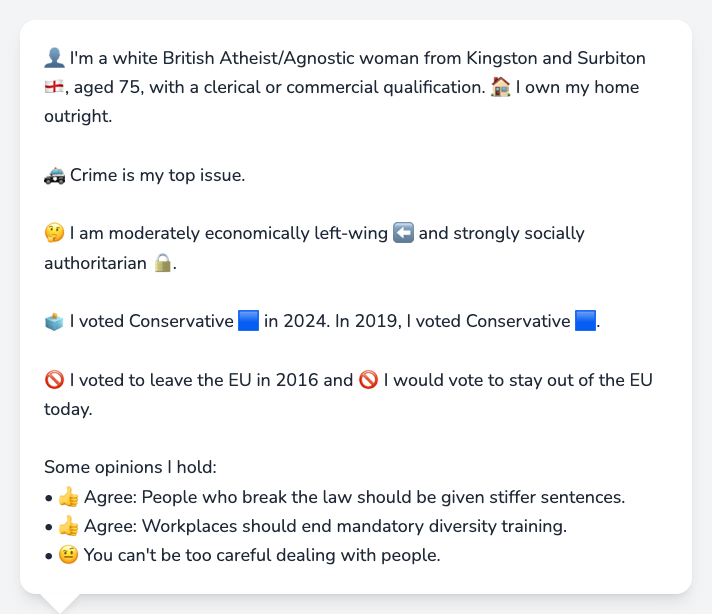 👤 I'm a white British Atheist/Agnostic woman from Kingston and Surbiton
🏴󠁧󠁢󠁥󠁮󠁧󠁿, aged 75, with a clerical or commercial qualification. 🏠 I own my home
outright.
🚓 Crime is my top issue.
🤔 I am moderately economically left-wing ⬅️ and strongly socially
authoritarian 🔒.
🗳️ I voted Conservative 🟦 in 2024. In 2019, I voted Conservative 🟦.
🚫 I voted to leave the EU in 2016 and 🚫 I would vote to stay out of the EU
today.
Some opinions I hold:
• 👍 Agree: People who break the law should be given stiffer sentences.
• 👍 Agree: Workplaces should end mandatory diversity training.
• 🤨 You can't be too careful dealing with people.